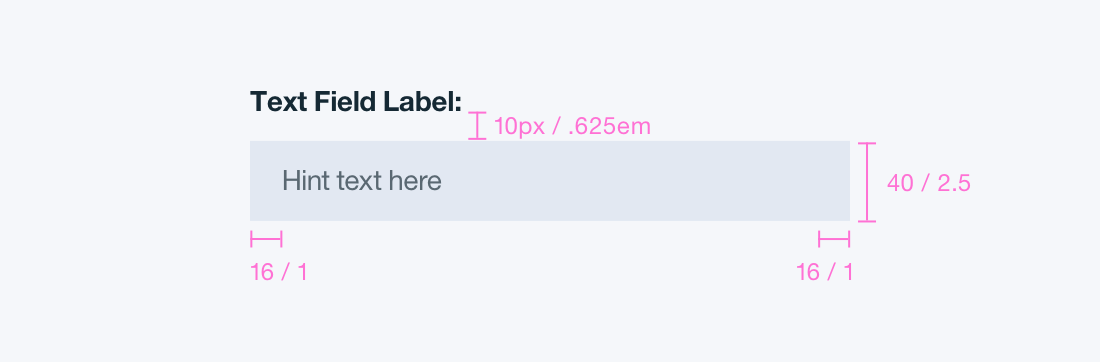 Text Field Label:
10px / .625em
Hint text here
40 / 2.5
16 / 1
16 / 1